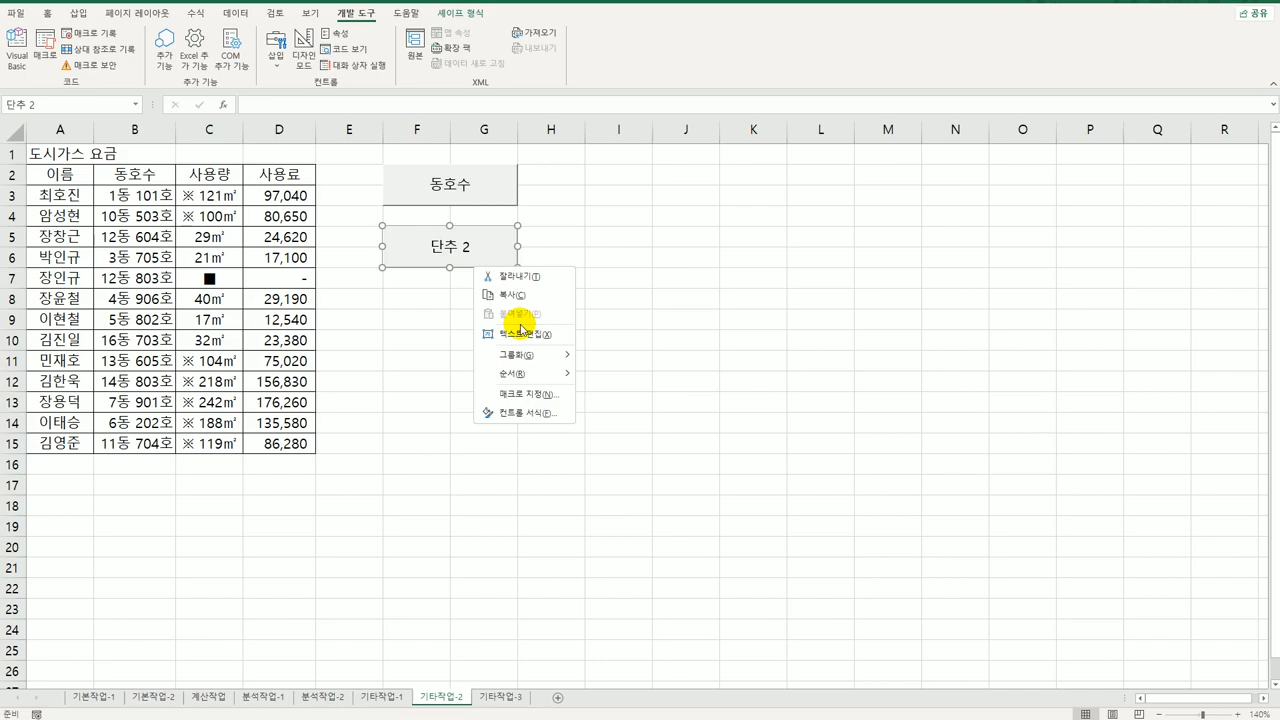 파일 홈 삽입 페이지 레이아웃 수식 데이터 검토 보기 개발 도구 도움말 셰이프 형식 공유
Visual Basic
매크로
매크로 기록
상대 참조로 기록
매크로 보안
코드
추가 기능
Excel 추가 기능
COM 추가 기능
추가 기능
삽입
디자인 모드
속성
코드 보기
대화 상자 실행
컨트롤
원본
맵 속성
확장 팩
데이터 새로 고침
가져오기
내보내기
XML
단추 2 fx
A B C D E F G H I J K L M N O P Q R
1 도시가스 요금
2 이름 동호수 사용량 사용료
3 최호진 1동 101호 ※ 121㎥ 97,040
4 암성현 10동 503호 ※ 100㎥ 80,650
5 장창근 12동 604호 29㎥ 24,620
6 박인규 3동 705호 21㎥ 17,100
7 장인규 12동 803호 ■ -
8 장윤철 4동 906호 40㎥ 29,190
9 이현철 5동 802호 17㎥ 12,540
10 김진일 16동 703호 32㎥ 23,380
11 민재호 13동 605호 ※ 104㎥ 75,020
12 김한욱 14동 803호 ※ 218㎥ 156,830
13 장용덕 7동 901호 ※ 242㎥ 176,260
14 이태승 6동 202호 ※ 188㎥ 135,580
15 김영준 11동 704호 ※ 119㎥ 86,280
16
17
18
19
20
21
22
23
24
25
26
동호수
단추 2
잘라내기(T)
복사(C)
붙여넣기(P)
텍스트 편집(X)
그룹화(G)
순서(R)
매크로 지정(N)...
컨트롤 서식(F)...
기본작업-1 기본작업-2 계산작업 분석작업-1 분석작업-2 기타작업-1 기타작업-2 기타작업-3
준비 140%